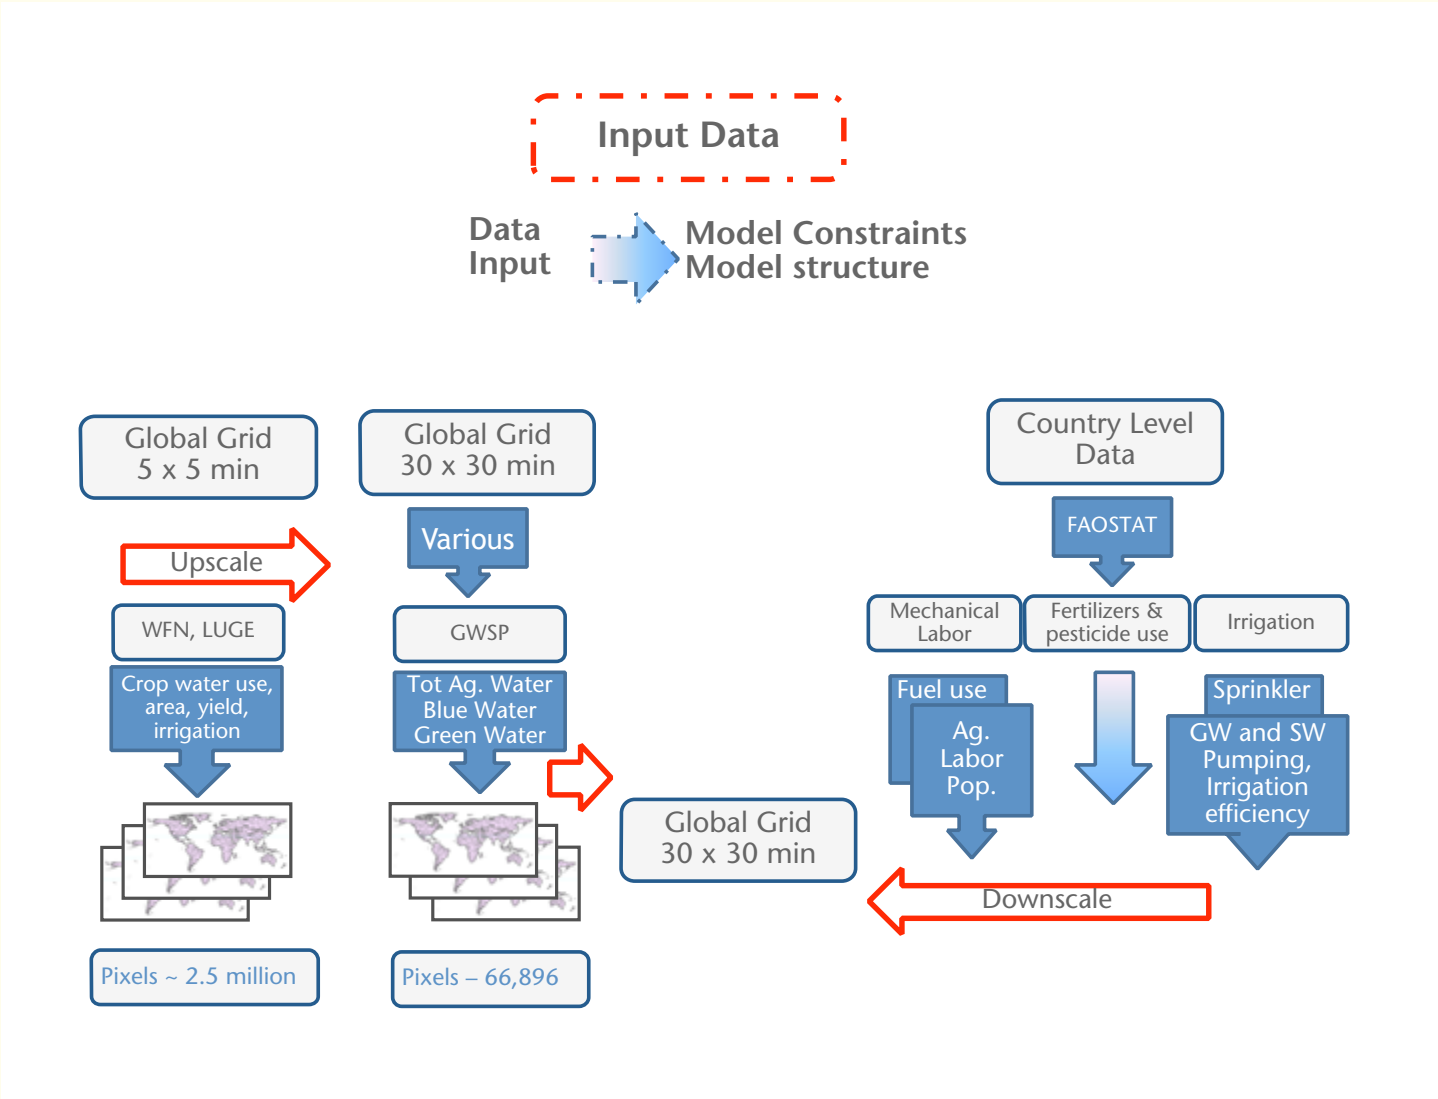 Input Data
Data
Input
Model Constraints
Model structure
Global Grid
5 x 5 min
Global Grid
30 x 30 min
Country Level
Data
Upscale
Various
FAOSTAT
WFN, LUGE
GWSP
Mechanical
Labor
Fertilizers &
pesticide use
Irrigation
Crop water use,
area, yield,
irrigation
Tot Ag. Water
Blue Water
Green Water
Fuel use
Ag.
Labor
Pop.
Sprinkler
GW and SW
Pumping,
Irrigation
efficiency
Global Grid
30 x 30 min
Downscale
Pixels ~ 2.5 million
Pixels – 66,896